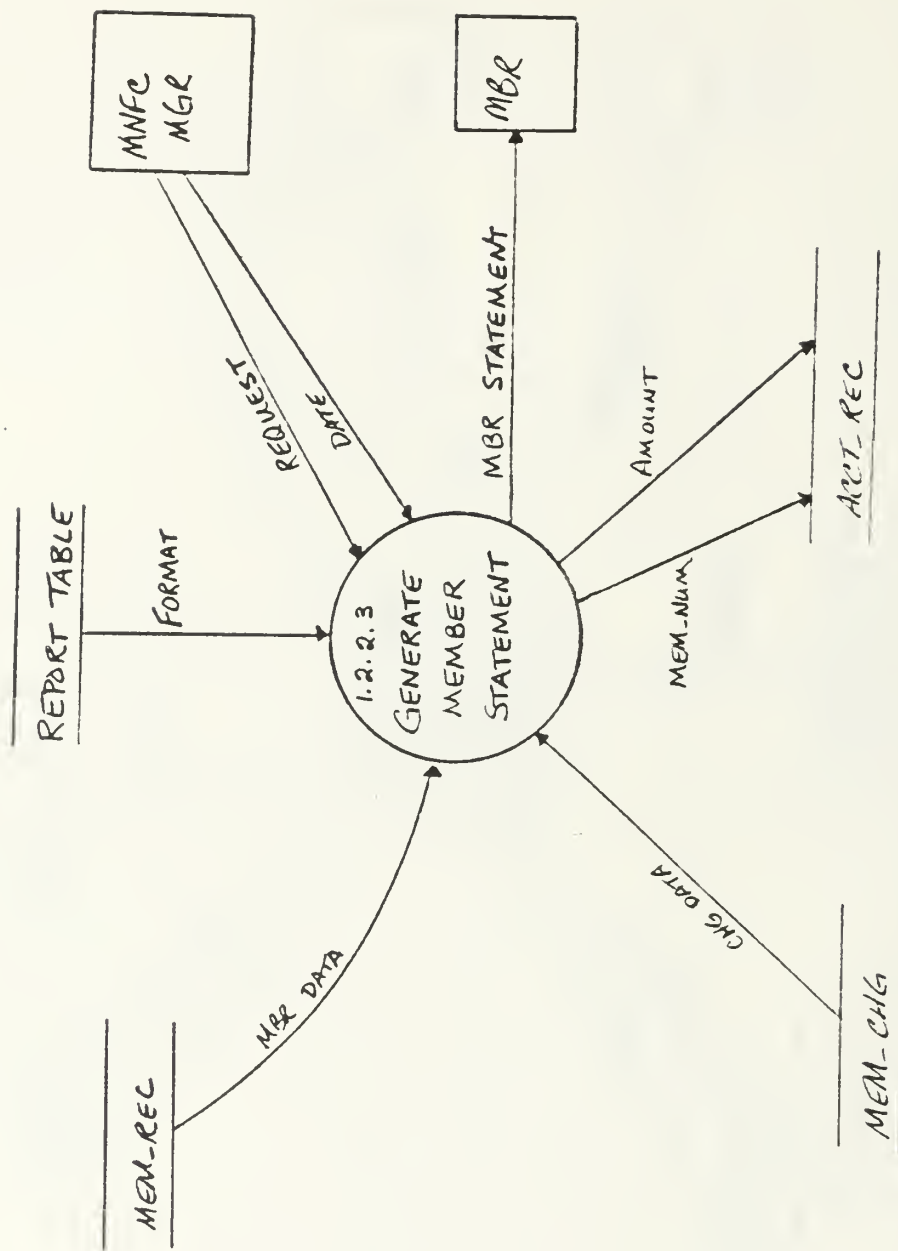 MNFC
MGR
MBR
REQUEST
DATE
MBR STATEMENT
REPORT TABLE
FORMAT
1.2.2.3
GENERATE
MEMBER
STATEMENT
AMOUNT
MEM_NUM
ACCT_REC
MBR DATA
CHG DATA
MEM_REC
MEM_CHG